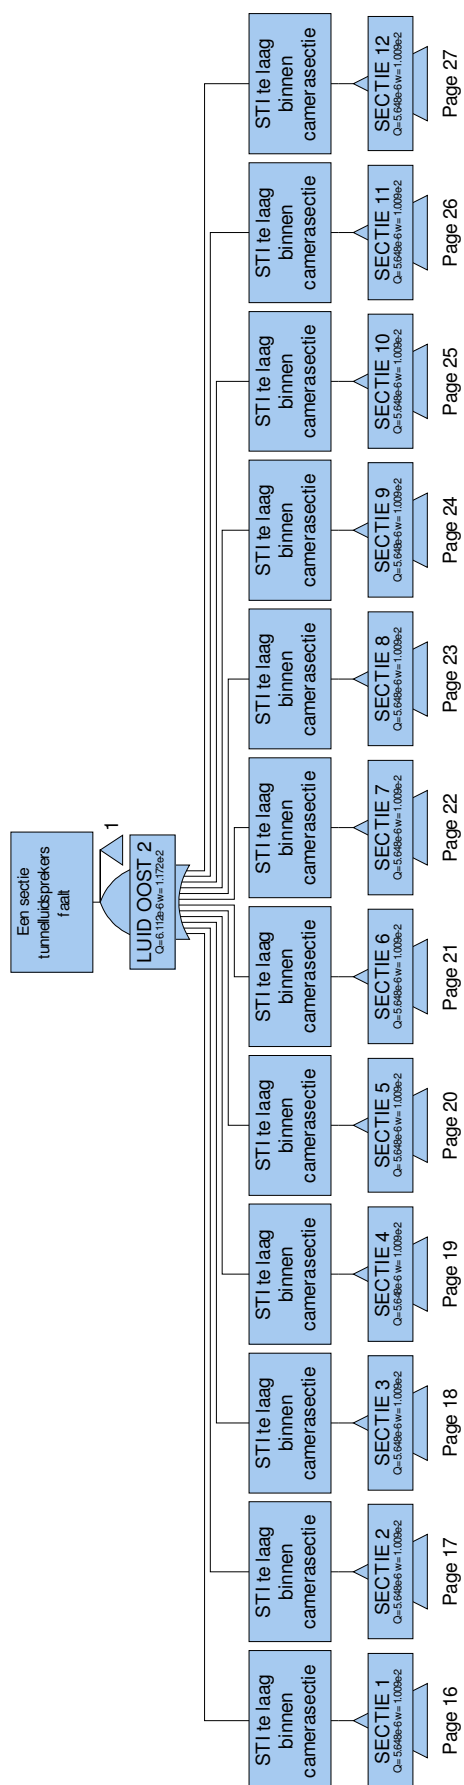 Een sectie
tunnelluidsprekers
faalt
1
LUID OOST 2
Q=6.112e-6 w=1.172e-2
STI te laag
binnen
camerasectie
SECTIE 1
Q=5.648e-6 w=1.009e-2
Page 16
STI te laag
binnen
camerasectie
SECTIE 2
Q=5.648e-6 w=1.009e-2
Page 17
STI te laag
binnen
camerasectie
SECTIE 3
Q=5.648e-6 w=1.009e-2
Page 18
STI te laag
binnen
camerasectie
SECTIE 4
Q=5.648e-6 w=1.009e-2
Page 19
STI te laag
binnen
camerasectie
SECTIE 5
Q=5.648e-6 w=1.009e-2
Page 20
STI te laag
binnen
camerasectie
SECTIE 6
Q=5.648e-6 w=1.009e-2
Page 21
STI te laag
binnen
camerasectie
SECTIE 7
Q=5.648e-6 w=1.009e-2
Page 22
STI te laag
binnen
camerasectie
SECTIE 8
Q=5.648e-6 w=1.009e-2
Page 23
STI te laag
binnen
camerasectie
SECTIE 9
Q=5.648e-6 w=1.009e-2
Page 24
STI te laag
binnen
camerasectie
SECTIE 10
Q=5.648e-6 w=1.009e-2
Page 25
STI te laag
binnen
camerasectie
SECTIE 11
Q=5.648e-6 w=1.009e-2
Page 26
STI te laag
binnen
camerasectie
SECTIE 12
Q=5.648e-6 w=1.009e-2
Page 27